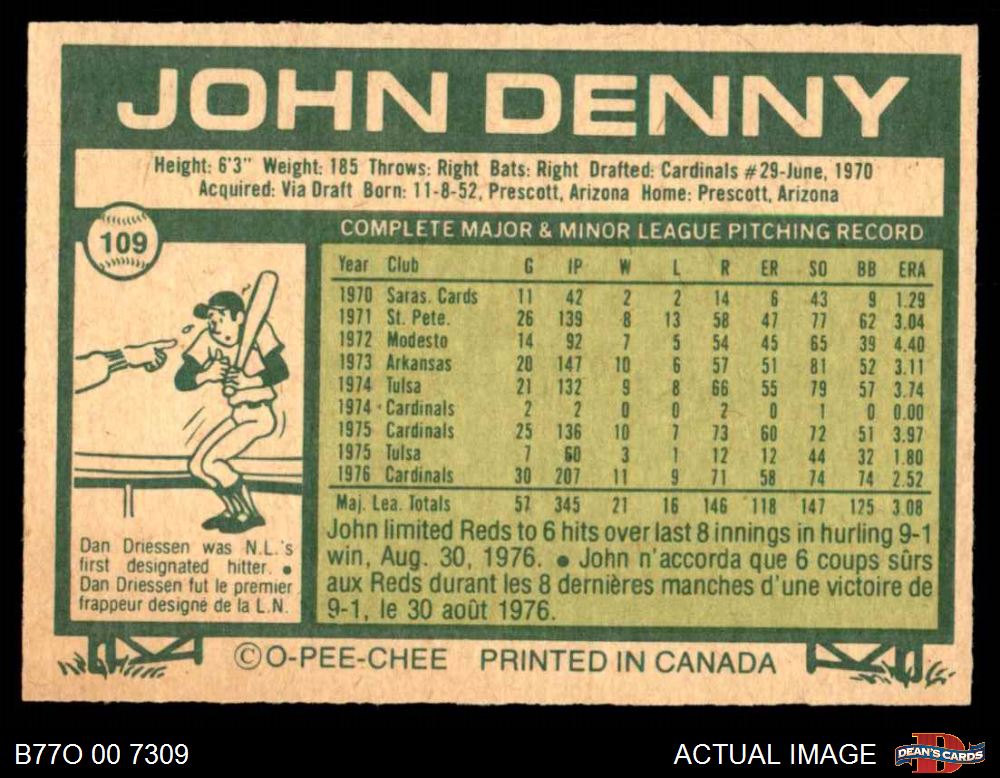 JOHN DENNY
Height: 6'3" Weight: 185 Throws: Right Bats: Right Drafted: Cardinals #29-June, 1970
Acquired: Via Draft Born: 11-8-52, Prescott, Arizona Home: Prescott, Arizona
109
COMPLETE MAJOR & MINOR LEAGUE PITCHING RECORD
Year Club G IP W L R ER SO BB ERA
1970 Saras. Cards 11 42 2 2 14 6 43 9 1.29
1971 St. Pete. 26 139 8 13 58 47 77 62 3.04
1972 Modesto 14 92 7 5 54 45 65 39 4.40
1973 Arkansas 20 147 10 6 57 51 81 52 3.11
1974 Tulsa 21 132 9 8 66 55 79 57 3.74
1974 Cardinals 2 2 0 0 2 0 1 0 0.00
1975 Cardinals 25 136 10 7 73 60 72 51 3.97
1975 Tulsa 7 60 3 1 12 12 44 32 1.80
1976 Cardinals 30 207 11 9 71 58 74 74 2.52
Maj. Lea. Totals 57 345 21 16 146 118 147 125 3.08
John limited Reds to 6 hits over last 8 innings in hurling 9-1
win, Aug. 30, 1976. ● John n'accorda que 6 coups sûrs
aux Reds durant les 8 dernières manches d'une victoire de
9-1, le 30 août 1976.
Dan Driessen was N.L.'s
first designated hitter. ●
Dan Driessen fut le premier
frappeur designé de la L.N.
©O-PEE-CHEE PRINTED IN CANADA
B77O 00 7309
ACTUAL IMAGE
DEAN'S CARDS